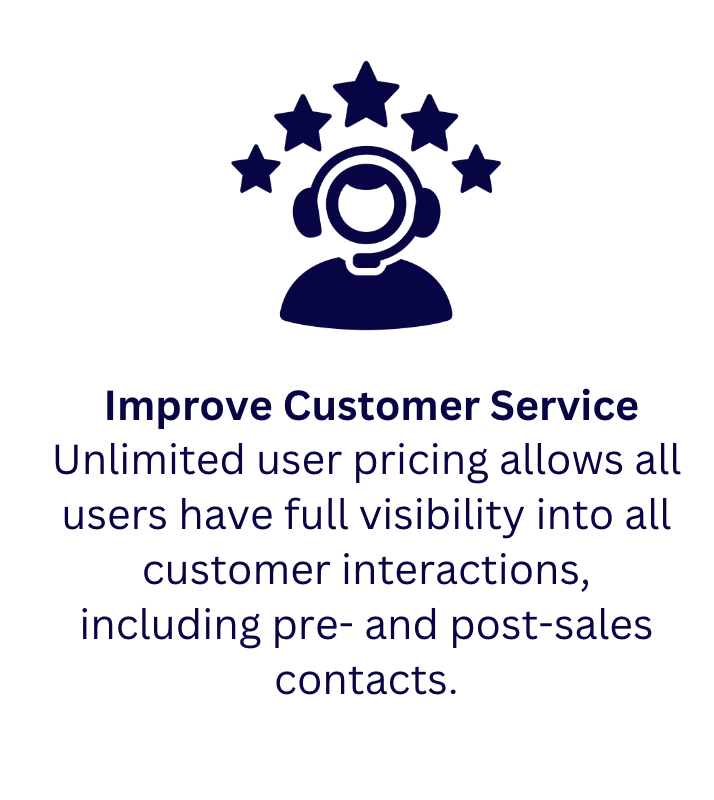 Improve Customer Service
Unlimited user pricing allows all
users have full visibility into all
customer interactions,
including pre- and post-sales
contacts.